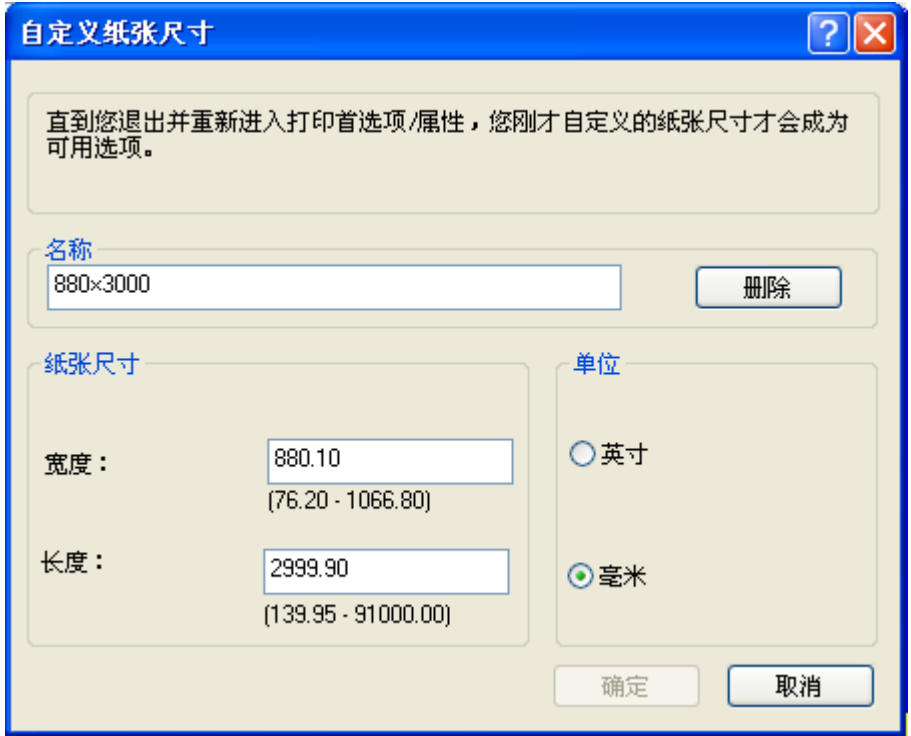 自定义纸张尺寸
直到您退出并重新进入打印首选项/属性，您刚才自定义的纸张尺寸才会成为
可用选项。
名称
880×3000
删除
纸张尺寸
宽度：
880.10
(76.20 - 1066.80)
长度：
2999.90
(139.95 - 91000.00)
单位
英寸
毫米
确定
取消